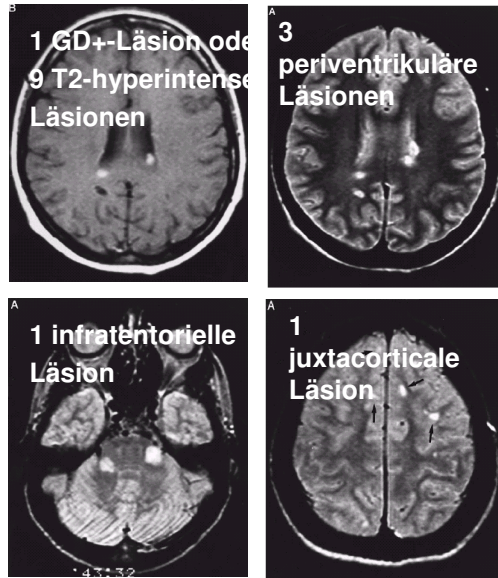 B
1 GD+-Läsion ode
9 T2-hyperintense
Läsionen
A
3
periventrikuläre
Läsionen
A
1 infratentorielle
Läsion
43:32
A
1
juxtacorticale
Läsion